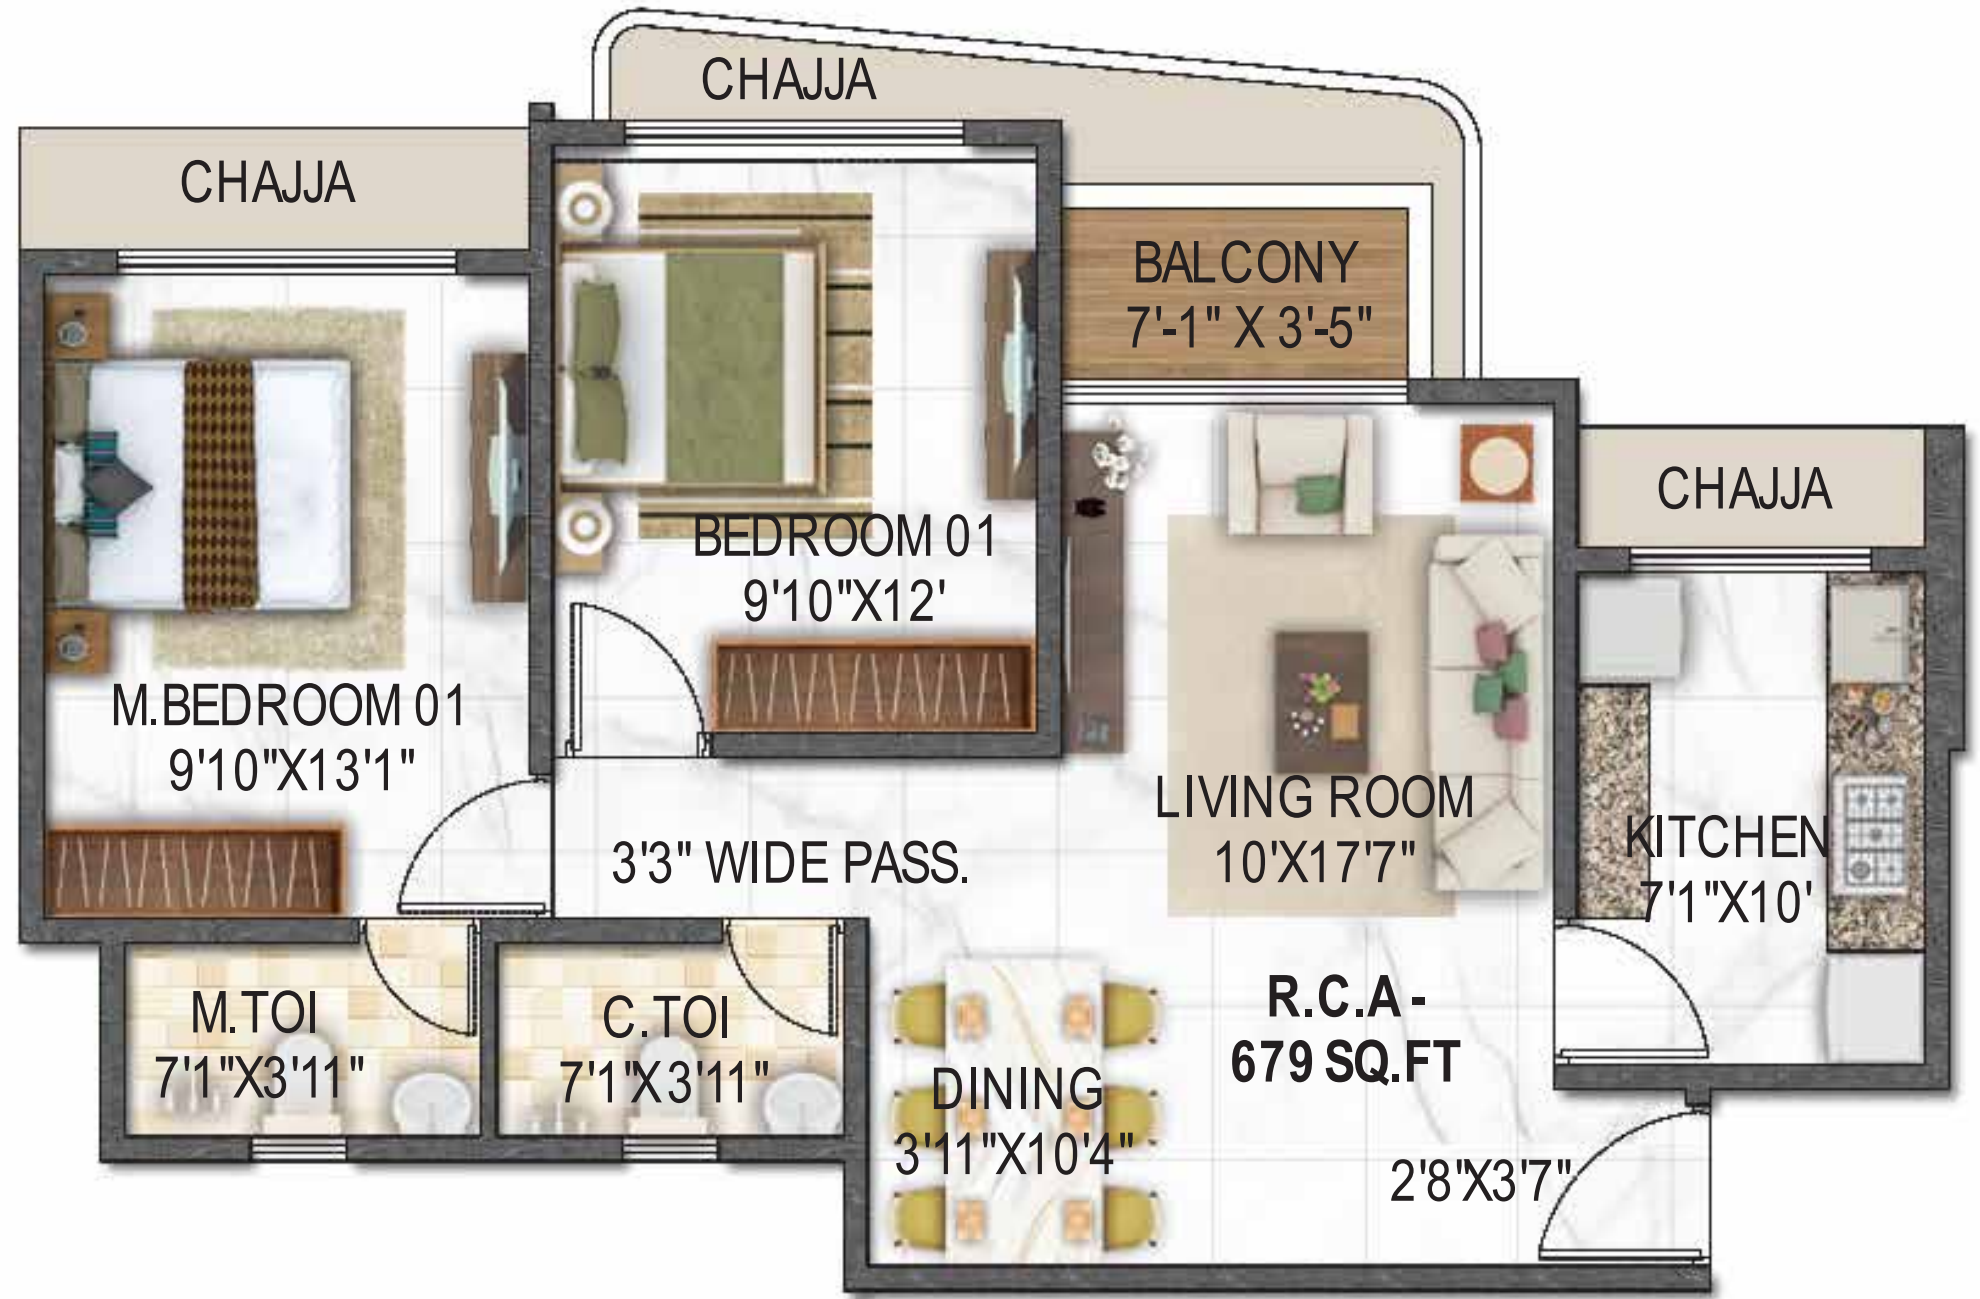 CHAJJA
CHAJJA
BALCONY
7'-1" X 3'-5"
CHAJJA
BEDROOM 01
9'10"X12'
M.BEDROOM 01
9'10"X13'1"
LIVING ROOM
10'X17'7"
KITCHEN
7'1"X10'
3'3" WIDE PASS.
R.C.A -
679 SQ.FT
M.TOI
7'1"X3'11"
C.TOI
7'1"X3'11"
DINING
3'11"X10'4"
2'8"X3'7"